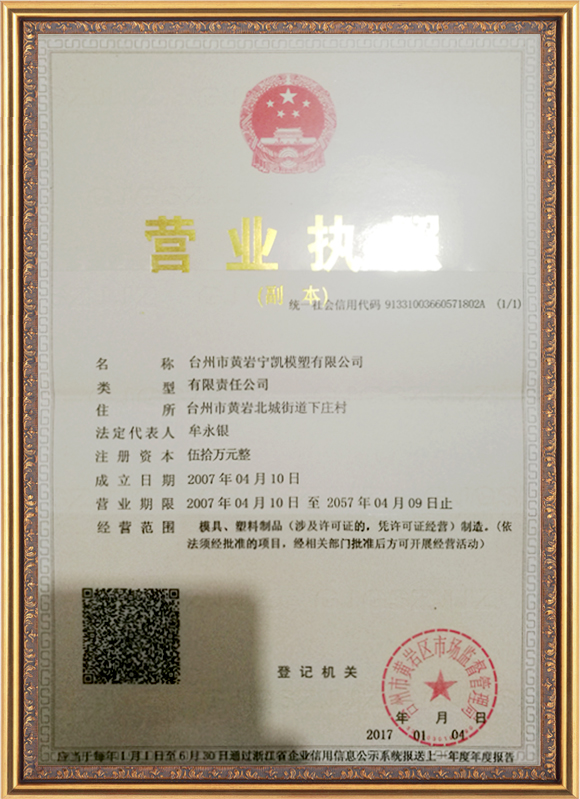 营业执照
(副本)
统一社会信用代码 91331003660571802A (1/1)
名称 台州市黄岩宁凯模塑有限公司
类型 有限责任公司
住所 台州市黄岩北城街道下庄村
法定代表人 牟永银
注册资本 伍拾万元整
成立日期 2007年04月10日
营业期限 2007年04月10日至2057年04月09日止
经营范围 模具、塑料制品(涉及许可证的,凭许可证经营)制造。(依
法须经批准的项目,经相关部门批准后方可开展经营活动)
登记机关
台州市黄岩区市场监督管理局
2017年01月04日
应当于每年1月1日至6月30日通过浙江省企业信用信息公示系统报送上一年度年度报告